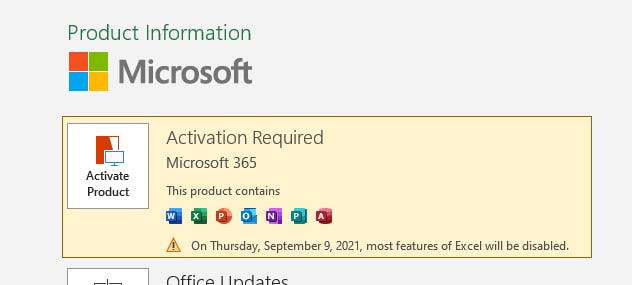 Product Information
Microsoft
Activation Required
Microsoft 365
Activate
Product
This product contains
W X P O N P A
On Thursday, September 9, 2021, most features of Excel will be disabled.
Office Updates